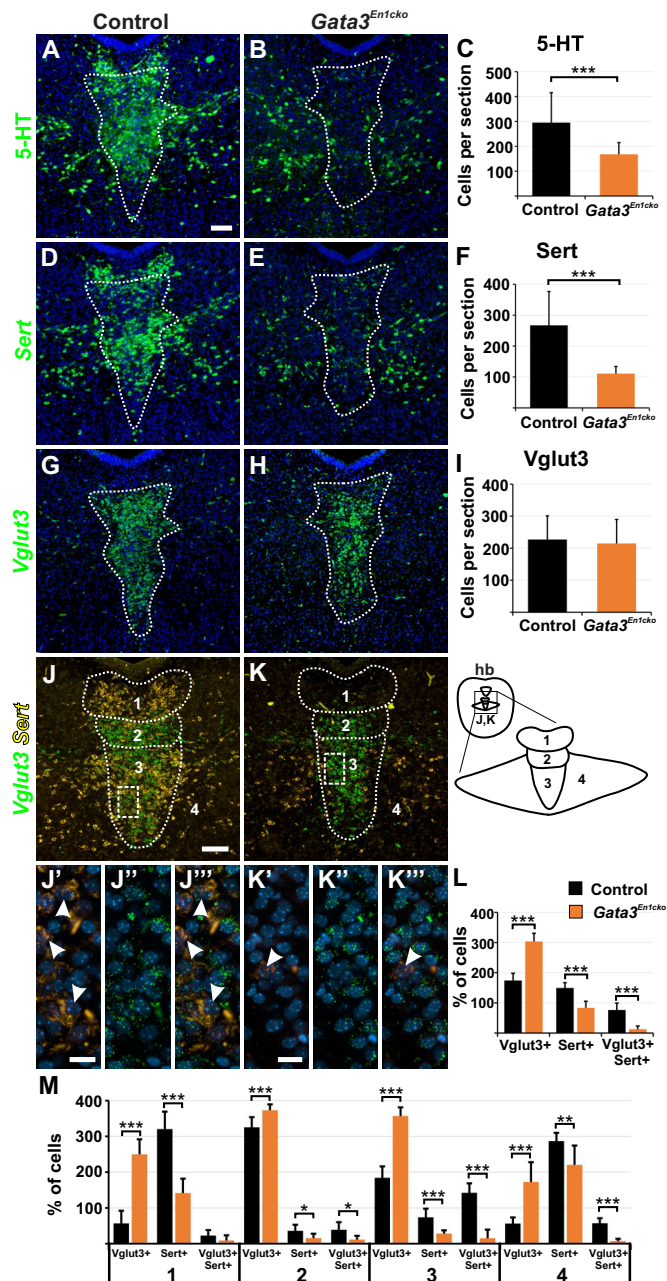 Control
Gata3En1cko
A
B
C
5-HT
5-HT
***
Cells per section
500
400
300
200
100
Control
Gata3En1cko
D
E
F
Sert
Sert
***
Cells per section
400
300
200
100
Control
Gata3En1cko
G
H
I
Vglut3
Vglut3
Cells per section
400
300
200
100
Control
Gata3En1cko
J
K
Vglut3 Sert
1
2
3
4
1
2
3
4
hb
J,K
1
2
3
4
J'
J''
J'''
K'
K''
K'''
L
Control
Gata3En1cko
% of cells
400
300
200
100
***
***
***
Vglut3+
Sert+
Vglut3+
Sert+
M
% of cells
400
300
200
100
*** *** *** * * *** *** *** *** ** ***
Vglut3+ Sert+ Vglut3+ Vglut3+ Sert+ Vglut3+ Vglut3+ Sert+ Vglut3+ Vglut3+ Sert+ Vglut3+
Sert+ Sert+ Sert+ Sert+
1 2 3 4